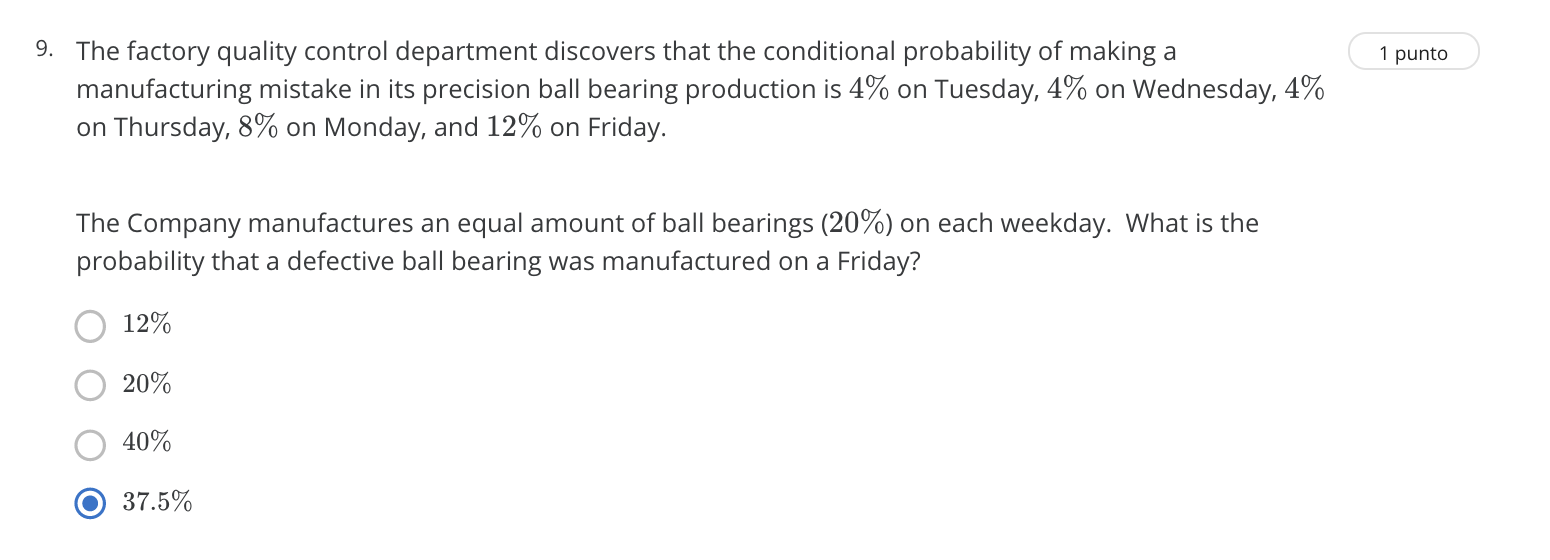 9. The factory quality control department discovers that the conditional probability of making a
1 punto
manufacturing mistake in its precision ball bearing production is 4% on Tuesday, 4% on Wednesday, 4%
on Thursday, 8% on Monday, and 12% on Friday.
The Company manufactures an equal amount of ball bearings (20%) on each weekday.  What is the
probability that a defective ball bearing was manufactured on a Friday?
12%
20%
40%
37.5%